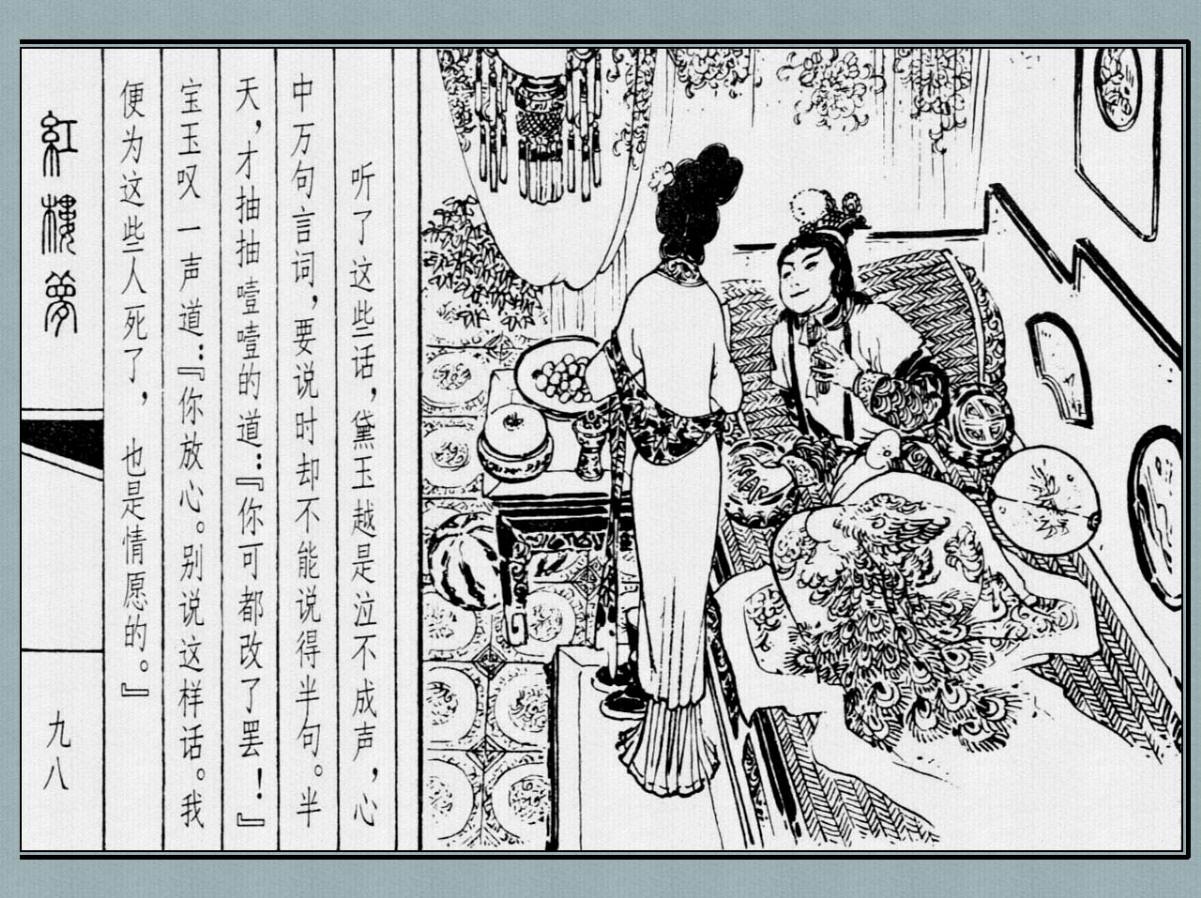 听了这些话，黛玉越是泣不成声，心
中万句言词，要说时却不能说得半句。半
天，才抽抽噎噎的道：『你可都改了罢！』
宝玉叹一声道：『你放心。别说这样话。我
便为这些人死了，也是情愿的。』
紅樓夢
九八